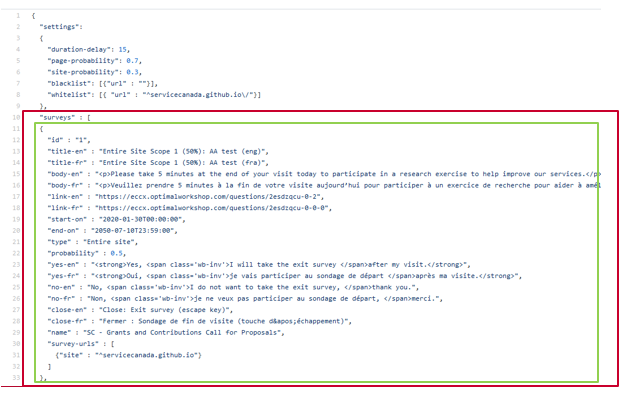 1 {
2 "settings":
3 {
4 "duration-delay": 15,
5 "page-probability": 0.7,
6 "site-probability": 0.3,
7 "blacklist": [{"url" : ""}],
8 "whitelist": [{ "url" : "^servicecanada.github.io\/"}]
9 },
10 "surveys" : [
11 {
12 "id" : "1",
13 "title-en" : "Entire Site Scope 1 (50%): AA test (eng)",
14 "title-fr" : "Entire Site Scope 1 (50%): AA test (fra)",
15 "body-en" : "<p>Please take 5 minutes at the end of your visit today to participate in a research exercise to help improve our services.</p>
16 "body-fr" : "<p>Veuillez prendre 5 minutes à la fin de votre visite aujourd'hui pour participer à un exercice de recherche pour aider à amél
17 "link-en" : "https://eccx.optimalworkshop.com/questions/2esdzqcu-0-2",
18 "link-fr" : "https://eccx.optimalworkshop.com/questions/2esdzqcu-0-0-0",
19 "start-on" : "2020-01-30T00:00:00",
20 "end-on" : "2050-07-10T23:59:00",
21 "type" : "Entire site",
22 "probability" : 0.5,
23 "yes-en" : "<strong>Yes, <span class='wb-inv'>I will take the exit survey </span>after my visit.</strong>",
24 "yes-fr" : "<strong>Oui, <span class='wb-inv'>je vais participer au sondage de départ </span>après ma visite.</strong>",
25 "no-en" : "No, <span class='wb-inv'>I do not want to take the exit survey, </span>thank you.",
26 "no-fr" : "Non, <span class='wb-inv'>je ne veux pas participer au sondage de départ, </span>merci.",
27 "close-en" : "Close: Exit survey (escape key)",
28 "close-fr" : "Fermer : Sondage de fin de visite (touche d&apos;échappement)",
29 "name" : "SC - Grants and Contributions Call for Proposals",
30 "survey-urls" : [
31 {"site" : "^servicecanada.github.io"}
32 ]
33 },